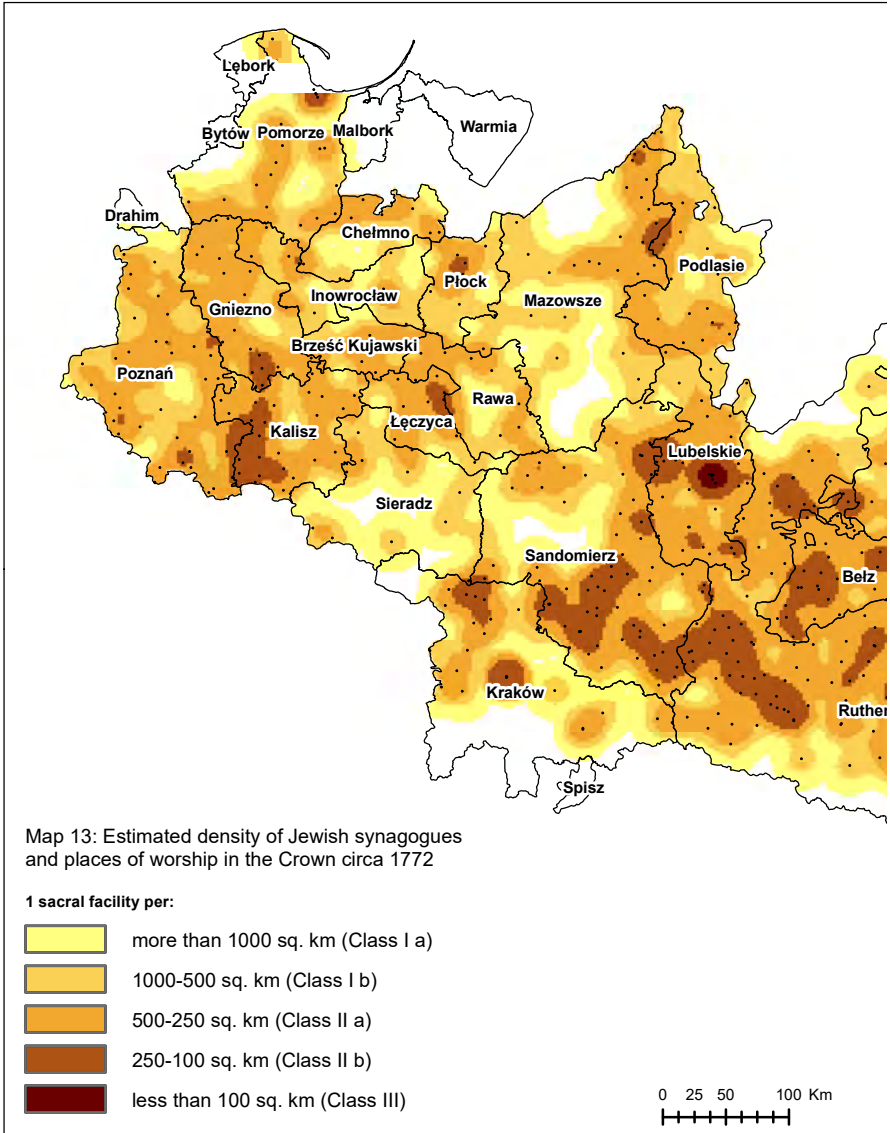 Lębork
Bytów
Pomorze
Malbork
Warmia
Drahim
Chełmno
Podlasie
Płock
Inowrocław
Mazowsze
Gniezno
Brześć Kujawski
Poznań
Rawa
Łęczyca
Kalisz
Lubelskie
Sieradz
Sandomierz
Bełz
Kraków
Ruther
Spisz
Map 13: Estimated density of Jewish synagogues
and places of worship in the Crown circa 1772
1 sacral facility per:
more than 1000 sq. km (Class I a)
1000-500 sq. km (Class I b)
500-250 sq. km (Class II a)
250-100 sq. km (Class II b)
less than 100 sq. km (Class III)
0 25 50 100 Km